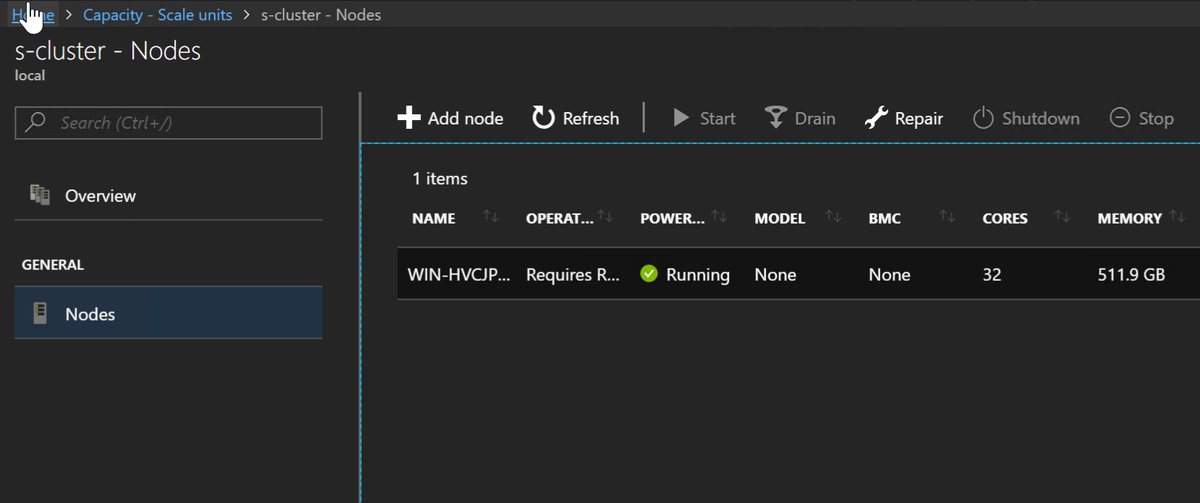 Home > Capacity - Scale units > s-cluster - Nodes
s-cluster - Nodes
local
Search (Ctrl+/)
Add node Refresh Start Drain Repair Shutdown Stop
Overview
1 items
NAME OPERAT... POWER... MODEL BMC CORES MEMORY
GENERAL
WIN-HVCJP... Requires R... Running None None 32 511.9 GB
Nodes